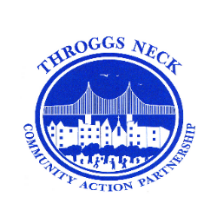 THROGGS NECK
COMMUNITY ACTION PARTNERSHIP